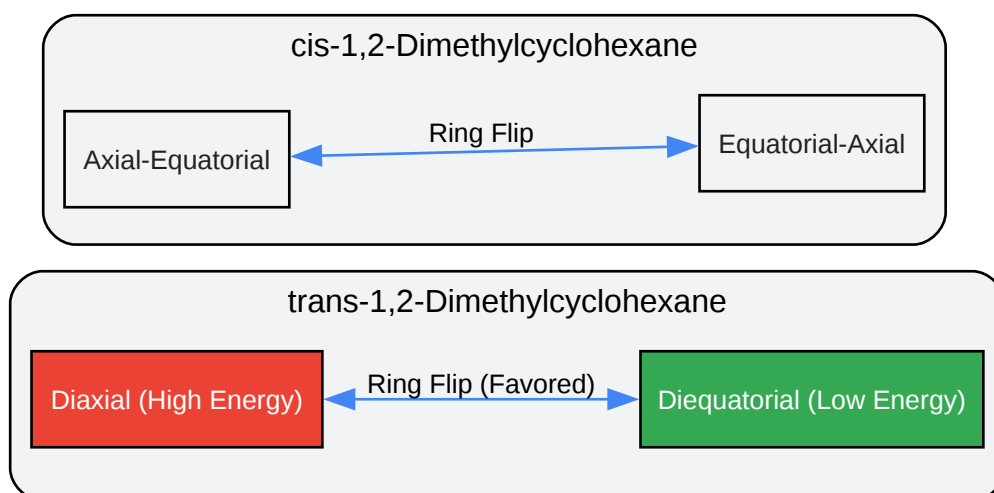 cis-1,2-Dimethylcyclohexane
Axial-Equatorial
Ring Flip
Equatorial-Axial
trans-1,2-Dimethylcyclohexane
Diaxial (High Energy)
Ring Flip (Favored)
Diequatorial (Low Energy)